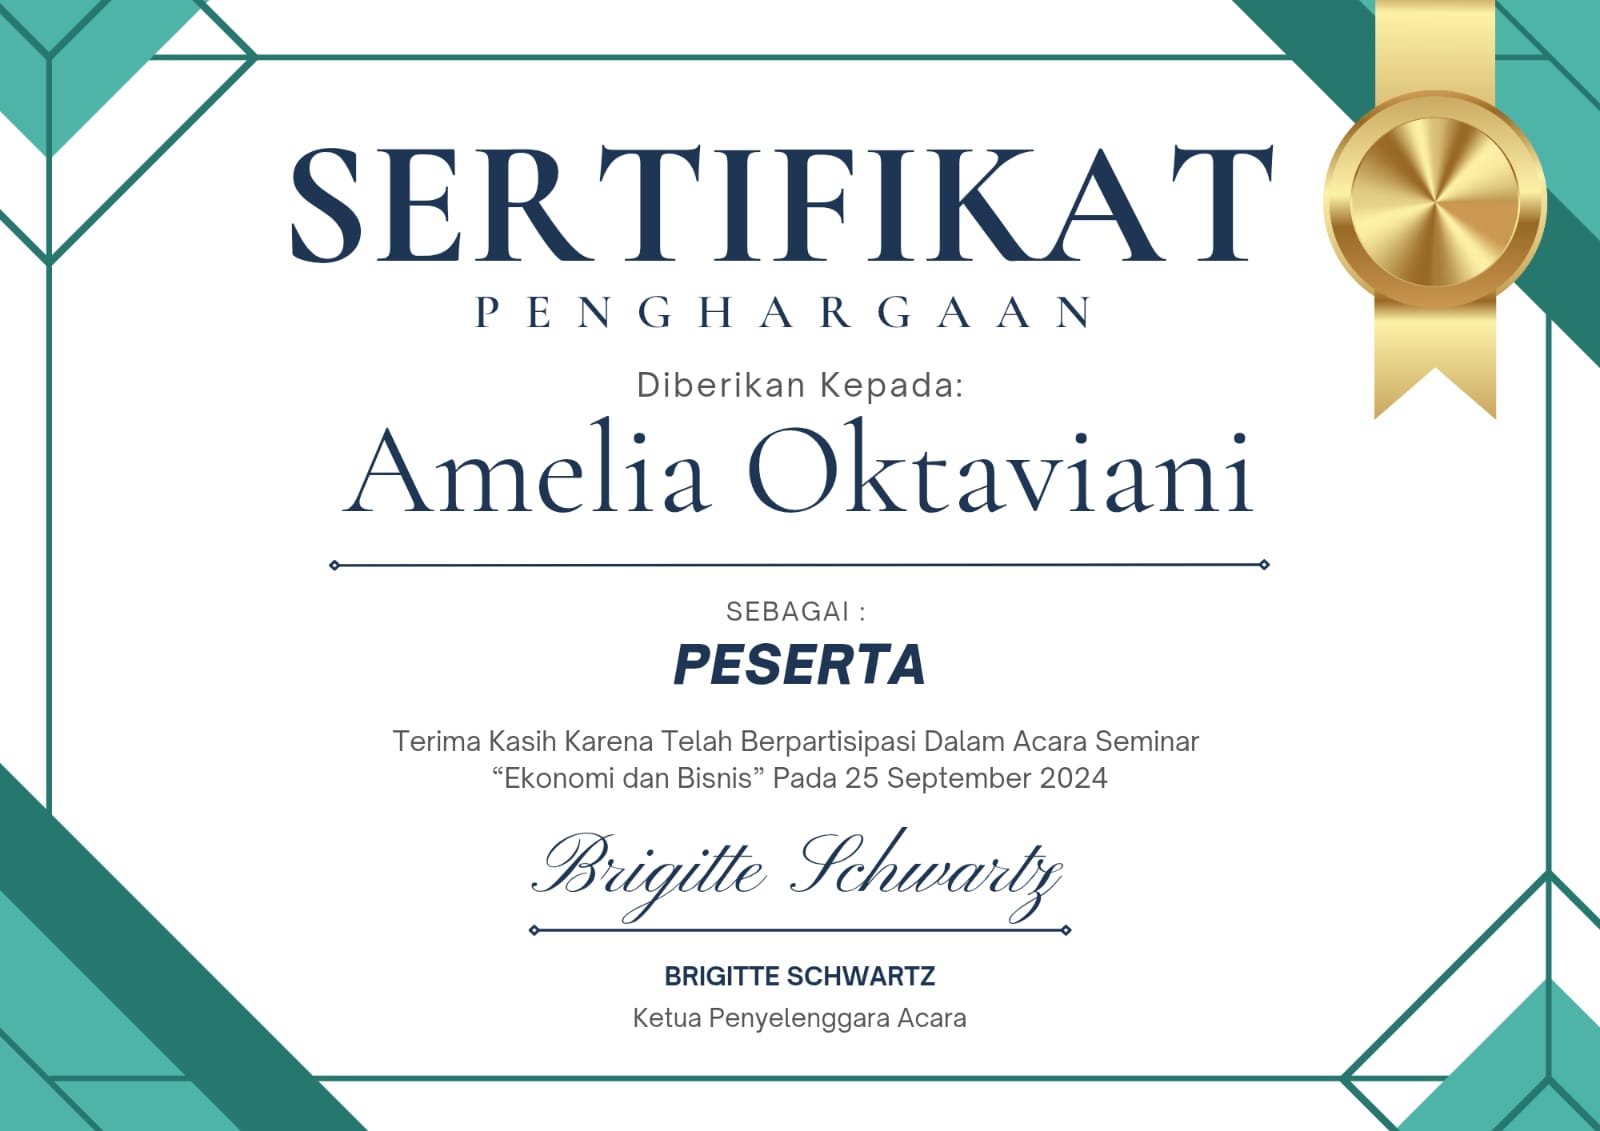 SERTIFIKAT
PENGHARGAAN
Diberikan Kepada:
Amelia Oktaviani
SEBAGAI :
PESERTA
Terima Kasih Karena Telah Berpartisipasi Dalam Acara Seminar
“Ekonomi dan Bisnis” Pada 25 September 2024
Brigitte Schwartz
BRIGITTE SCHWARTZ
Ketua Penyelenggara Acara